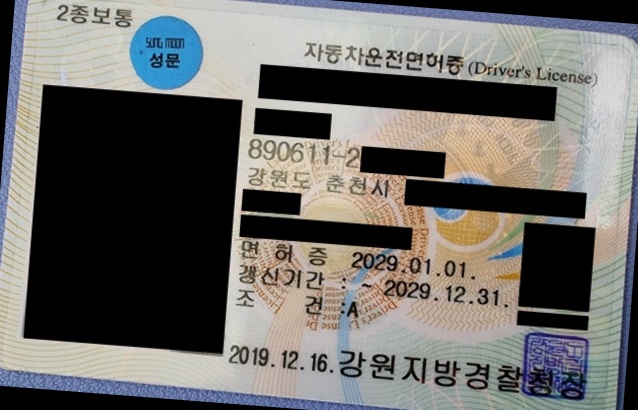 2종보통
SUNG MOON
성문
자동차운전면허증 (Driver's License)
890611-2
강원도 춘천시
면 허 증 2029.01.01.
갱신기간 : ~ 2029.12.31.
조 건 :A
2019.12.16. 강원지방경찰청장